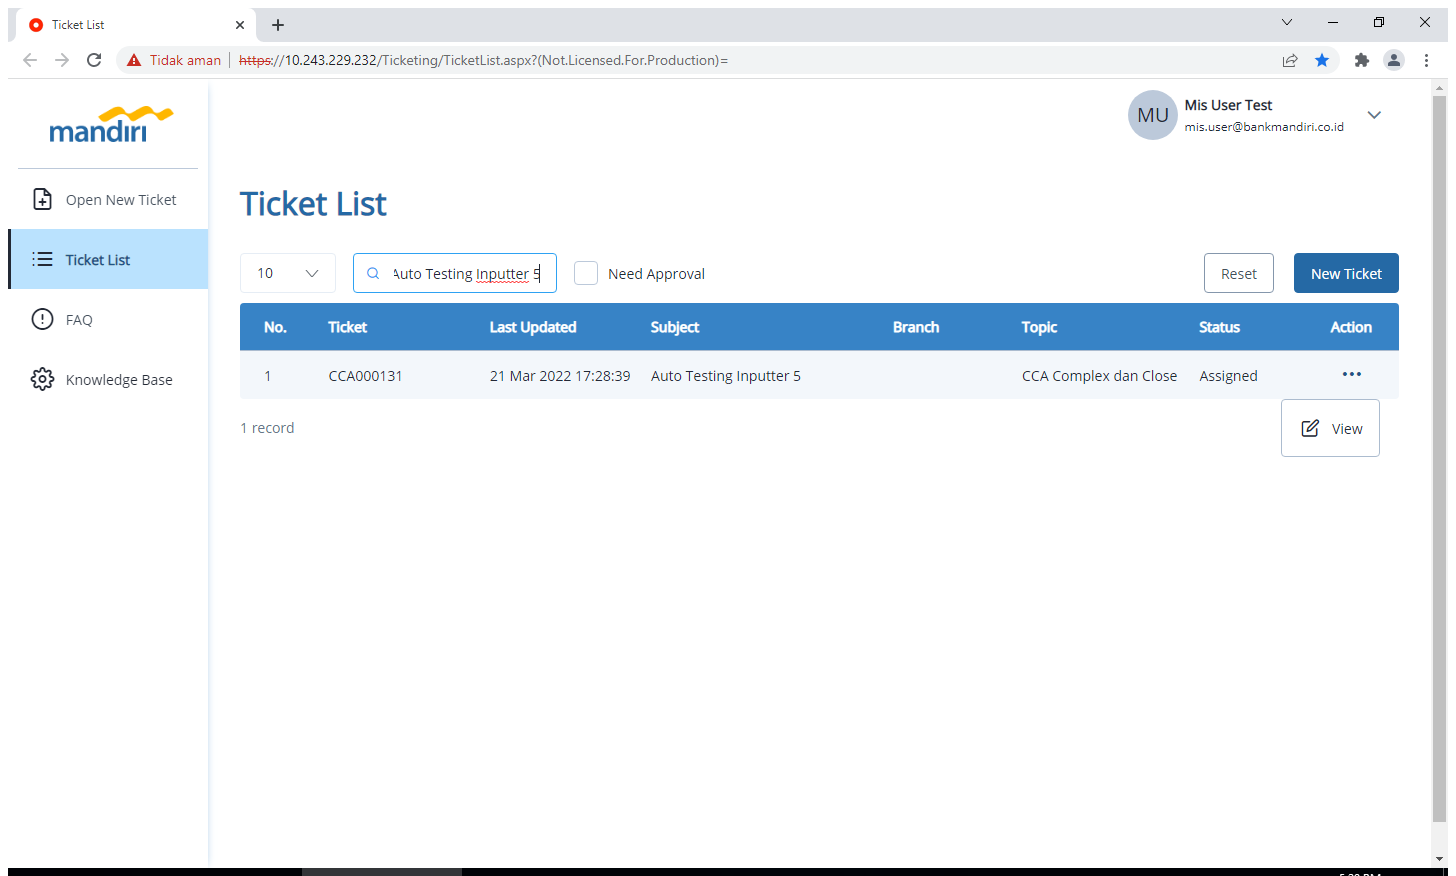 Ticket List
Tidak aman https://10.243.229.232/Ticketing/TicketList.aspx?(Not.Licensed.For.Production)=
mandiri
MU
Mis User Test
mis.user@bankmandiri.co.id
Open New Ticket
Ticket List
FAQ
Knowledge Base
Ticket List
10 Auto Testing Inputter 5 Need Approval Reset New Ticket
No. Ticket Last Updated Subject Branch Topic Status Action
1 CCA000131 21 Mar 2022 17:28:39 Auto Testing Inputter 5 CCA Complex dan Close Assigned
1 record
View